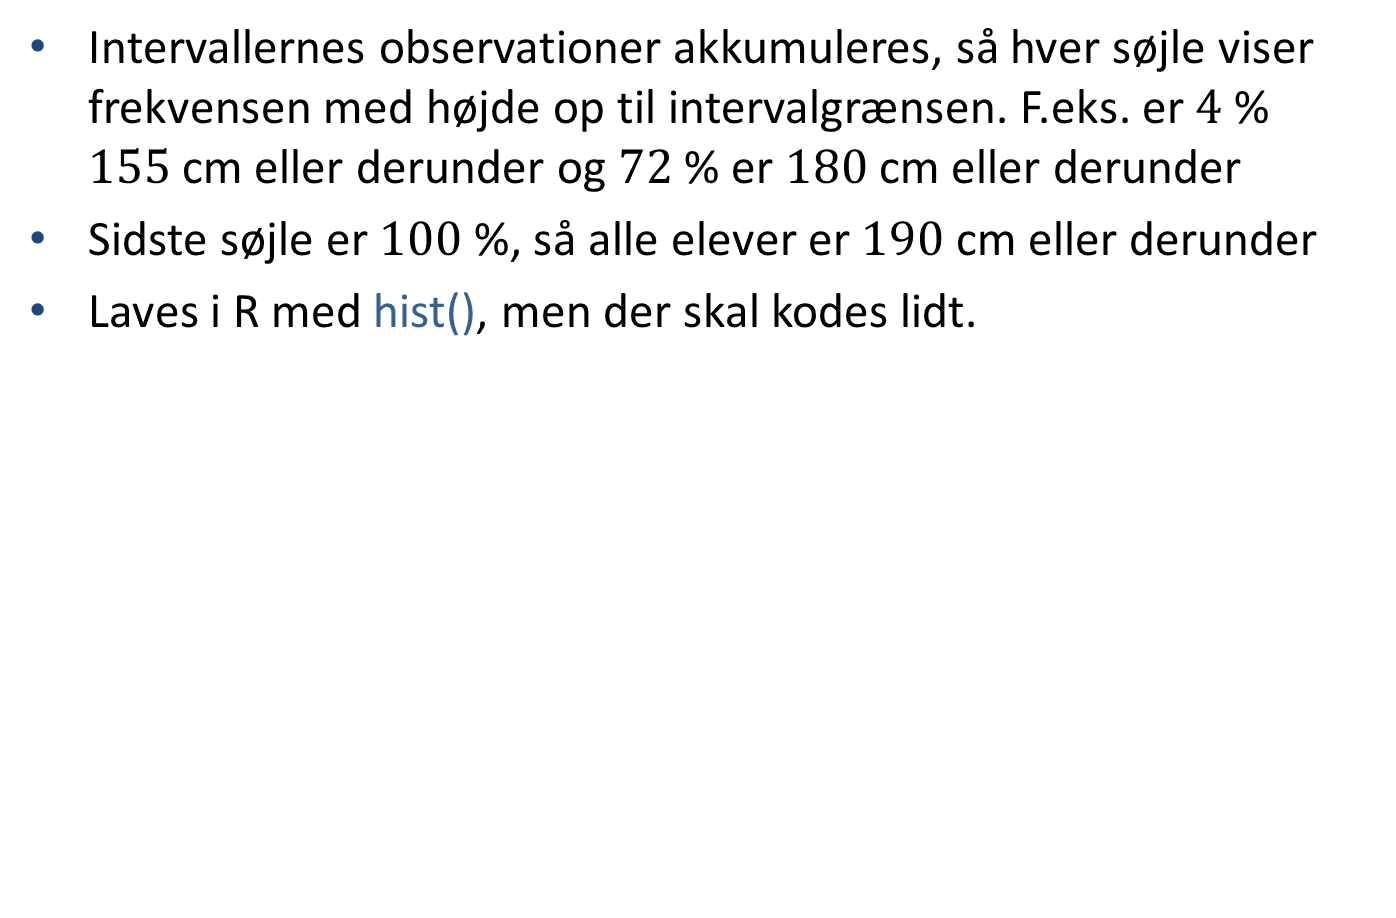 • Intervallernes observationer akkumuleres, så hver søjle viser
frekvensen med højde op til intervalgrænsen. F.eks. er 4 %
155 cm eller derunder og 72 % er 180 cm eller derunder
• Sidste søjle er 100 %, så alle elever er 190 cm eller derunder
• Laves i R med hist(), men der skal kodes lidt.